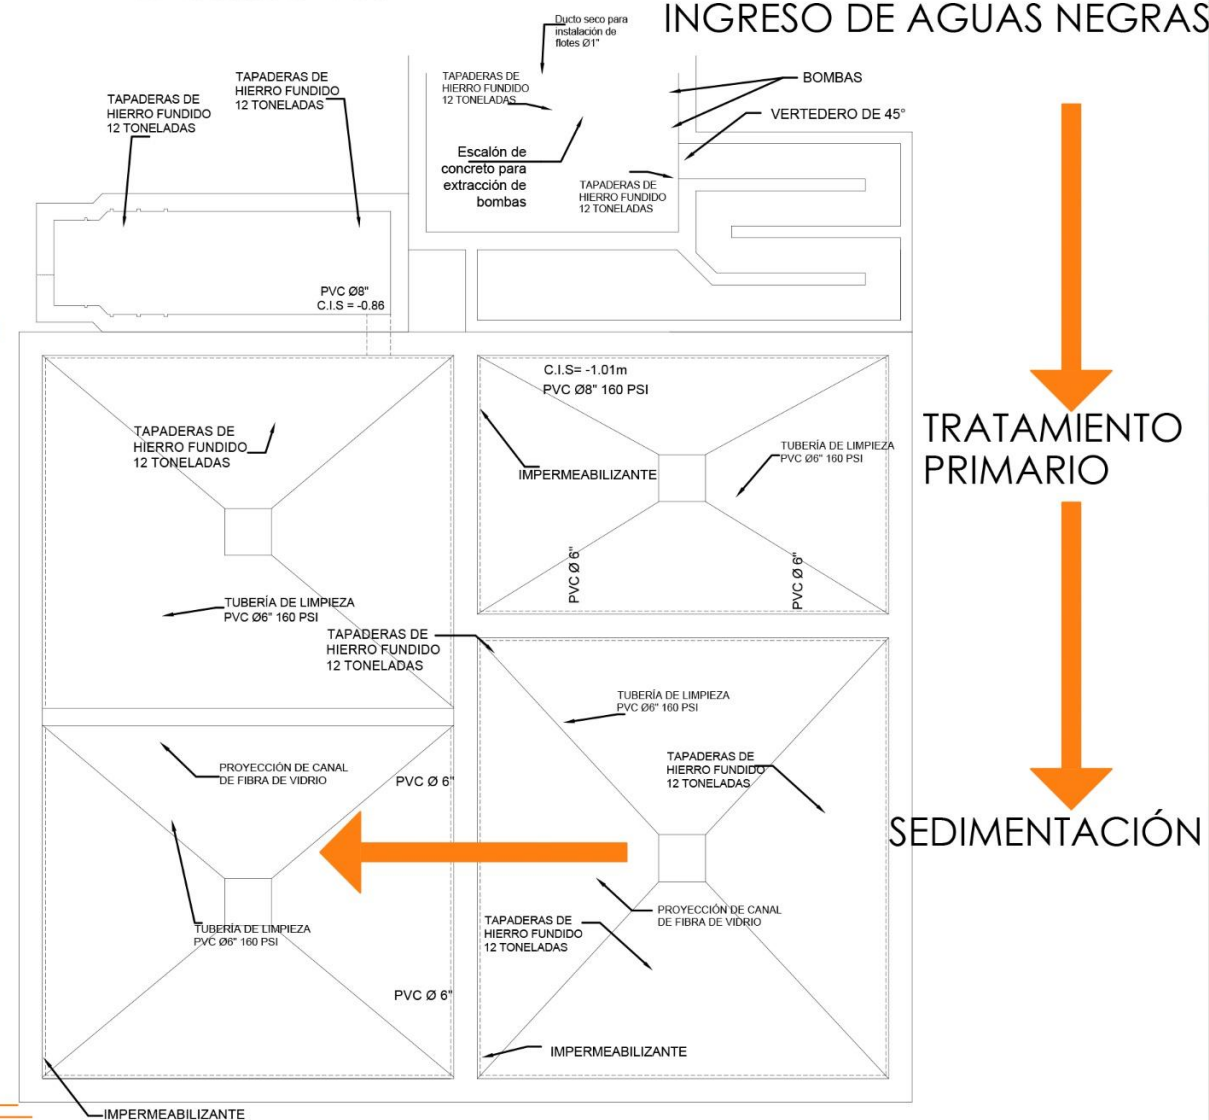 INGRESO DE AGUAS NEGRAS
Ducto seco para
instalación de
flotes Ø1"
TAPADERAS DE
HIERRO FUNDIDO
12 TONELADAS
TAPADERAS DE
HIERRO FUNDIDO
12 TONELADAS
TAPADERAS DE
HIERRO FUNDIDO
12 TONELADAS
BOMBAS
VERTEDERO DE 45°
Escalón de
concreto para
extracción de
bombas
TAPADERAS DE
HIERRO FUNDIDO
12 TONELADAS
PVC Ø8"
C.I.S = -0.86
C.I.S= -1.01m
PVC Ø8" 160 PSI
TAPADERAS DE
HIERRO FUNDIDO
12 TONELADAS
IMPERMEABILIZANTE
TUBERÍA DE LIMPIEZA
PVC Ø6" 160 PSI
TRATAMIENTO
PRIMARIO
PVC Ø 6"
PVC Ø 6"
TUBERÍA DE LIMPIEZA
PVC Ø6" 160 PSI
TAPADERAS DE
HIERRO FUNDIDO
12 TONELADAS
TUBERÍA DE LIMPIEZA
PVC Ø6" 160 PSI
PROYECCIÓN DE CANAL
DE FIBRA DE VIDRIO
PVC Ø 6"
TAPADERAS DE
HIERRO FUNDIDO
12 TONELADAS
SEDIMENTACIÓN
TUBERÍA DE LIMPIEZA
PVC Ø6" 160 PSI
PROYECCIÓN DE CANAL
DE FIBRA DE VIDRIO
TAPADERAS DE
HIERRO FUNDIDO
12 TONELADAS
PVC Ø 6"
IMPERMEABILIZANTE
IMPERMEABILIZANTE